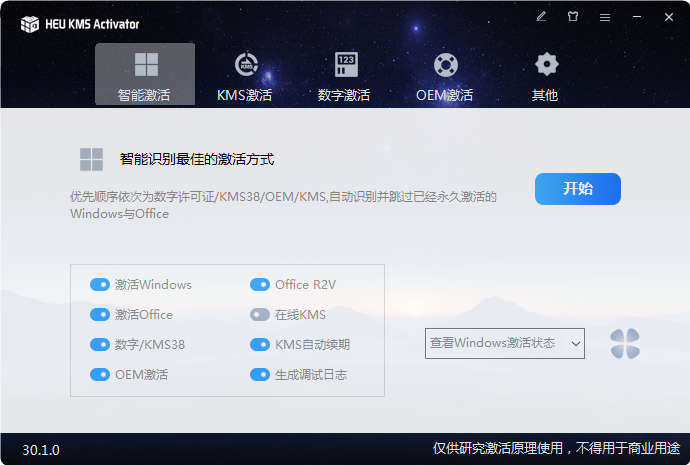 HEU KMS Activator
智能激活
KMS激活
数字激活
OEM激活
其他
智能识别最佳的激活方式
优先顺序依次为数字许可证/KMS38/OEM/KMS,自动识别并跳过已经永久激活的
Windows与Office
开始
激活Windows
Office R2V
激活Office
在线KMS
数字/KMS38
KMS自动续期
OEM激活
生成调试日志
查看Windows激活状态
30.1.0
仅供研究激活原理使用，不得用于商业用途